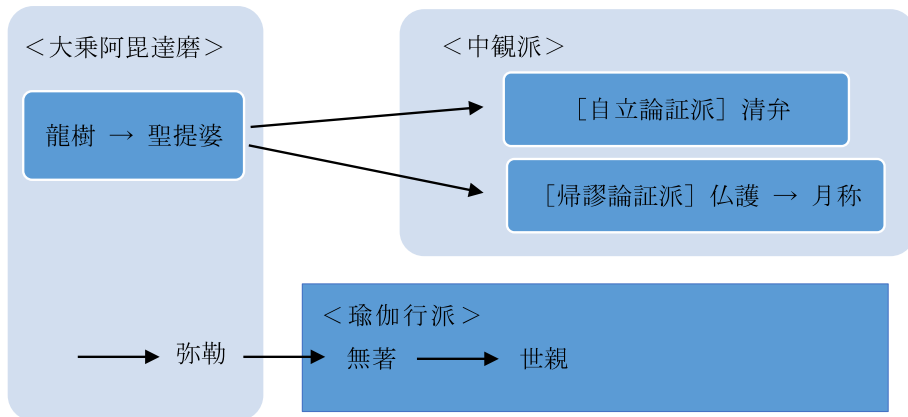 ＜大乗阿毘達磨＞
龍樹 → 聖提婆
＜中観派＞
［自立論証派］清弁
［帰謬論証派］仏護 → 月称
＜瑜伽行派＞
弥勒
無著
世親